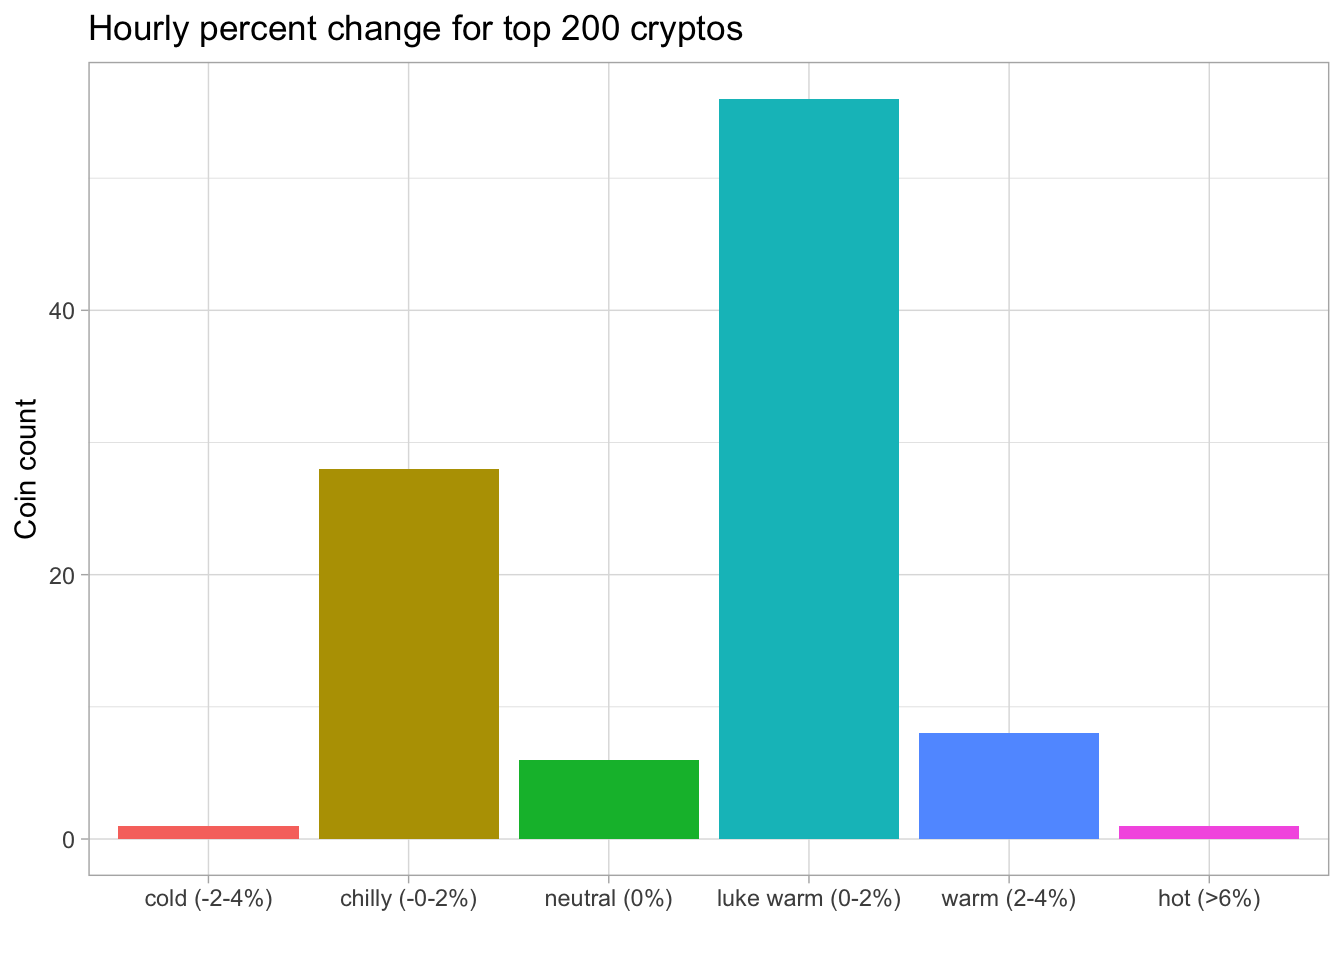 Hourly percent change for top 200 cryptos
Coin count
40
20
0
cold (-2-4%) chilly (-0-2%) neutral (0%) luke warm (0-2%) warm (2-4%) hot (>6%)